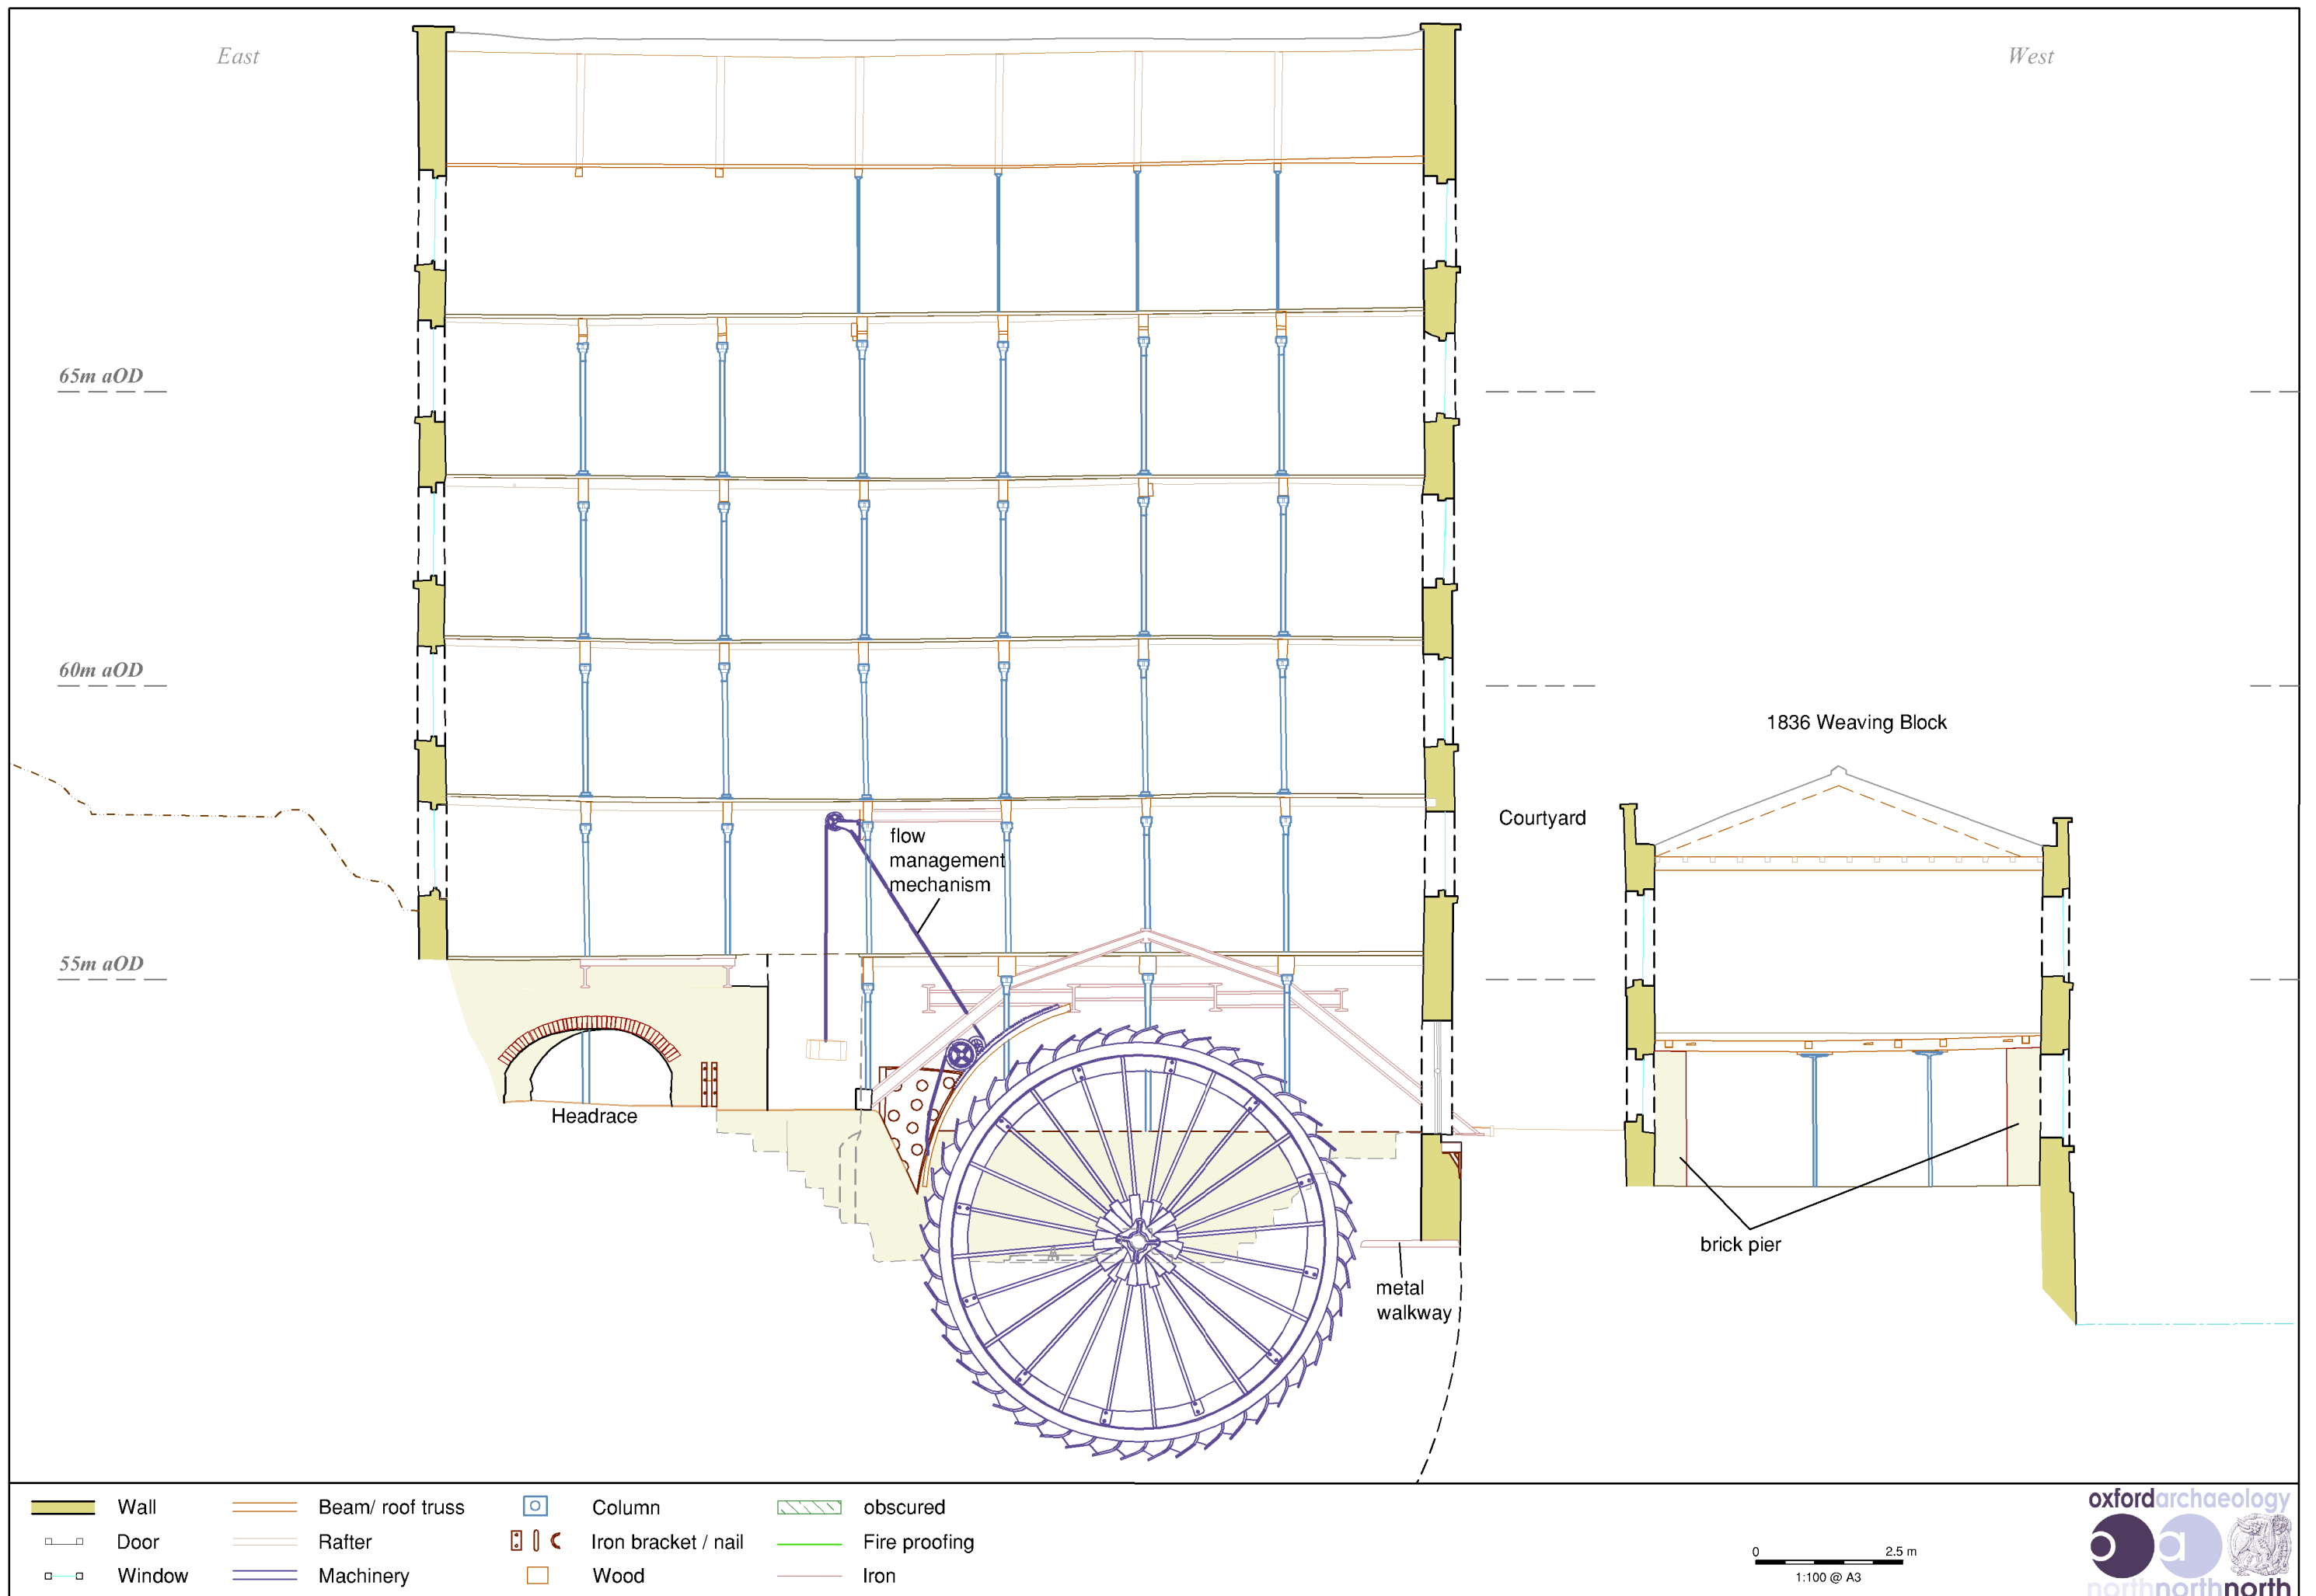 East
West
65m aOD
60m aOD
1836 Weaving Block
Courtyard
flow
management
mechanism
55m aOD
Headrace
brick pier
metal
walkway
Wall
Beam/ roof truss
Column
obscured
Door
Rafter
Iron bracket / nail
Fire proofing
Window
Machinery
Wood
Iron
0
2.5 m
1:100 @ A3
oxfordarchaeology
oa
northnorthnorth